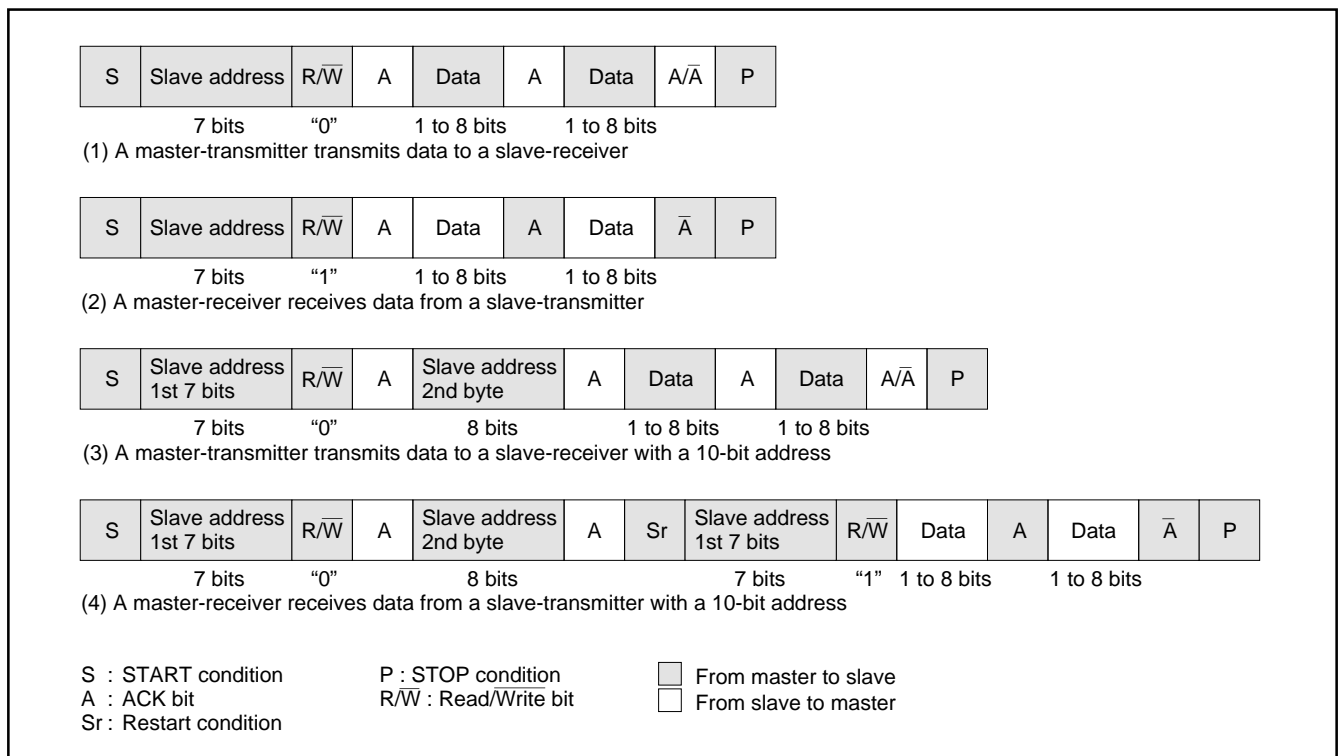 S Slave address R/W̅ A Data A Data A/A̅ P
7 bits “0” 1 to 8 bits 1 to 8 bits
(1) A master-transmitter transmits data to a slave-receiver
S Slave address R/W̅ A Data A Data A̅ P
7 bits “1” 1 to 8 bits 1 to 8 bits
(2) A master-receiver receives data from a slave-transmitter
S Slave address 1st 7 bits R/W̅ A Slave address 2nd byte A Data A Data A/A̅ P
7 bits “0” 8 bits 1 to 8 bits 1 to 8 bits
(3) A master-transmitter transmits data to a slave-receiver with a 10-bit address
S Slave address 1st 7 bits R/W̅ A Slave address 2nd byte A Sr Slave address 1st 7 bits R/W̅ Data A Data A̅ P
7 bits “0” 8 bits 7 bits “1” 1 to 8 bits 1 to 8 bits
(4) A master-receiver receives data from a slave-transmitter with a 10-bit address
S : START condition
A : ACK bit
Sr : Restart condition
P : STOP condition
R/W̅ : Read/W̅r̅i̅t̅e̅ bit
From master to slave
From slave to master